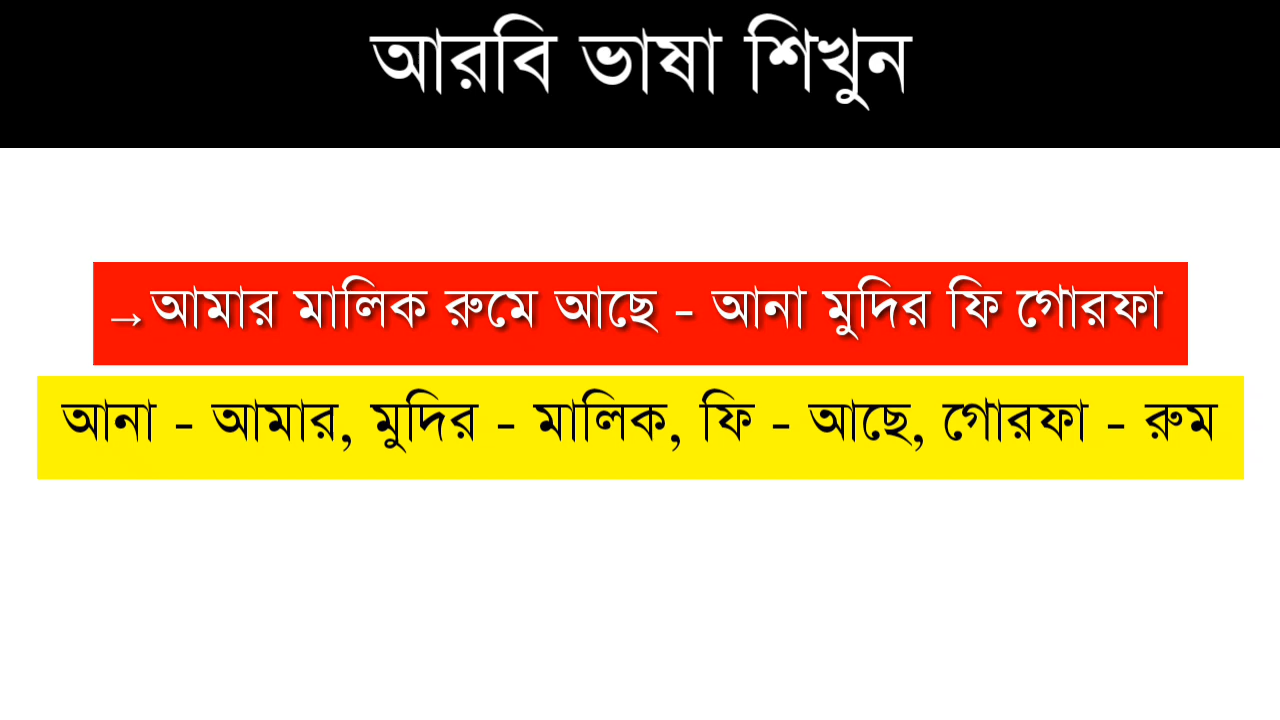 আরবি ভাষা শিখুন
→আমার মালিক রুমে আছে - আনা মুদির ফি গোরফা
আনা - আমার, মুদির - মালিক, ফি - আছে, গোরফা - রুম